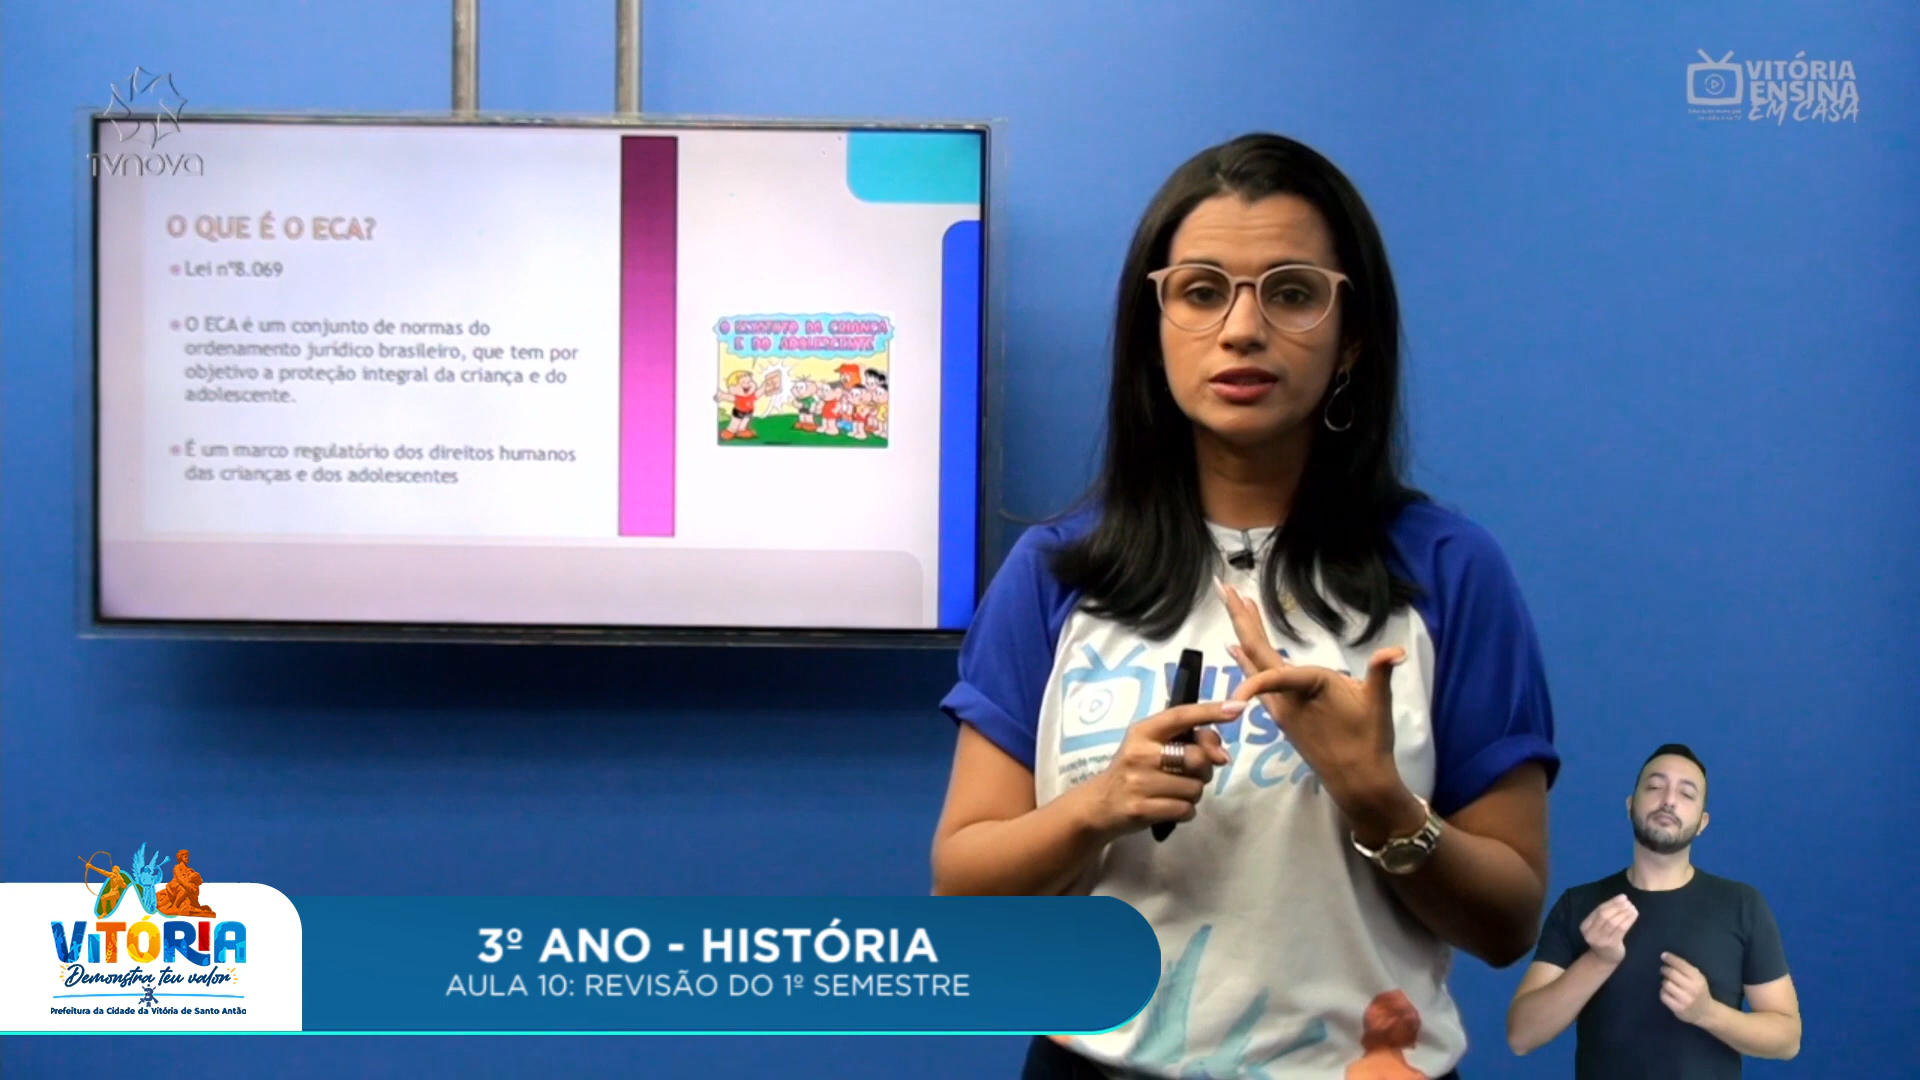 TVNOVA
VITÓRIA
ENSINA
EM CASA
O QUE É O ECA?
Lei nº8.069
O ECA é um conjunto de normas do
ordenamento jurídico brasileiro, que tem por
objetivo a proteção integral da criança e do
adolescente.
É um marco regulatório dos direitos humanos
das crianças e dos adolescentes
O ESTATUTO DA CRIANÇA
E DO ADOLESCENTE
VITÓRIA
Demonstra teu valor
Prefeitura da Cidade da Vitória de Santo Antão
3º ANO - HISTÓRIA
AULA 10: REVISÃO DO 1º SEMESTRE